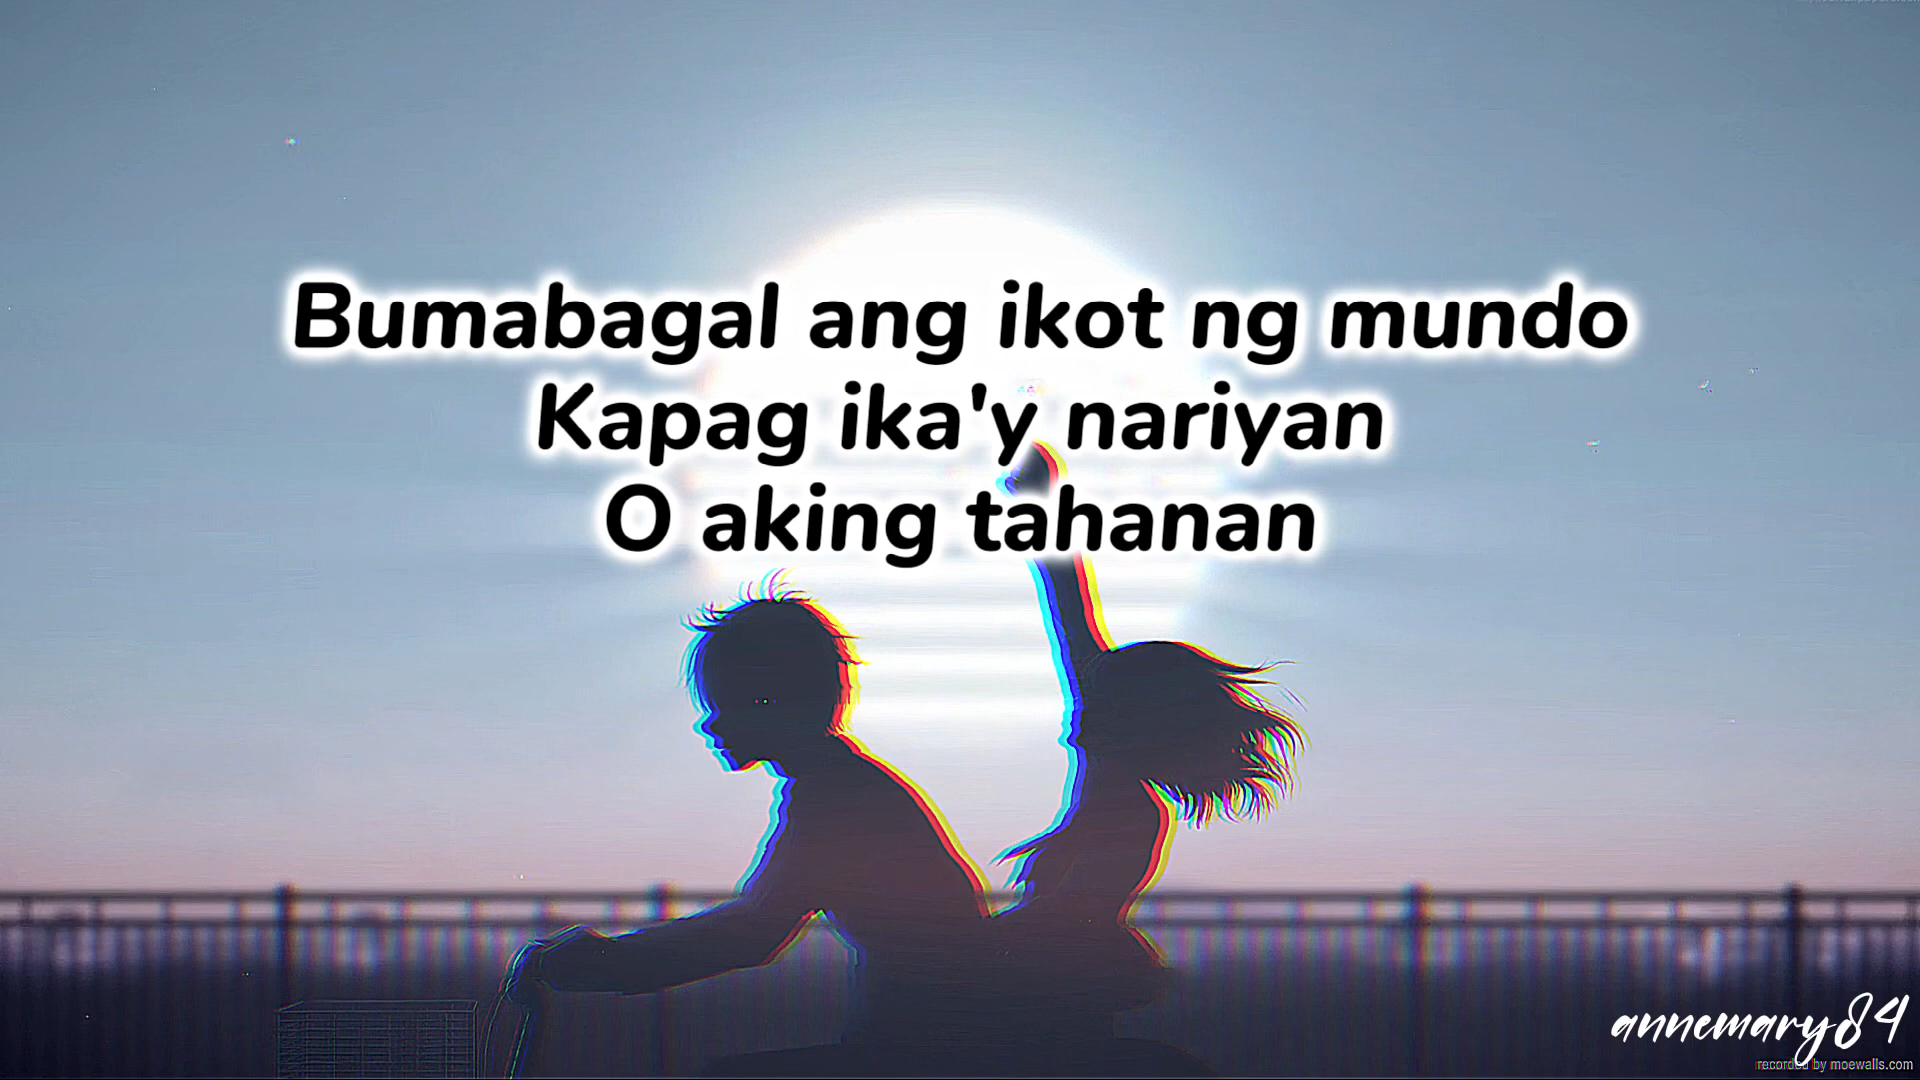 Bumabagal ang ikot ng mundo
Kapag ika'y nariyan
O aking tahanan
annemary84
recorded by moewalls.com